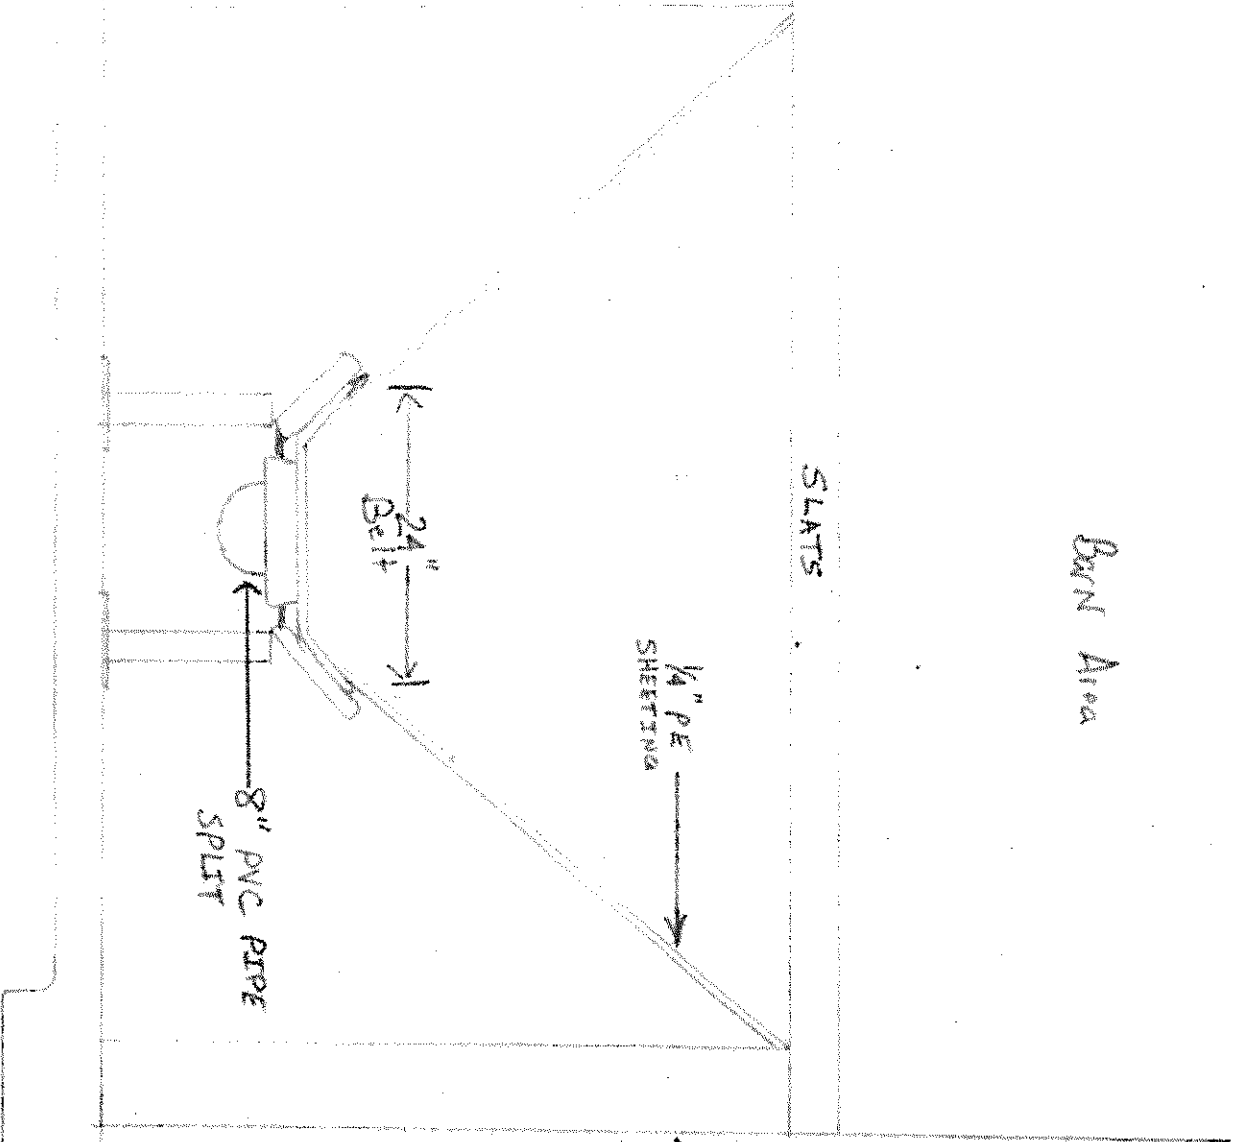 Barn Area
SLATS
1/4" PE
SHEETING
24"
Belt
8" PVC PIPE
SPLIT